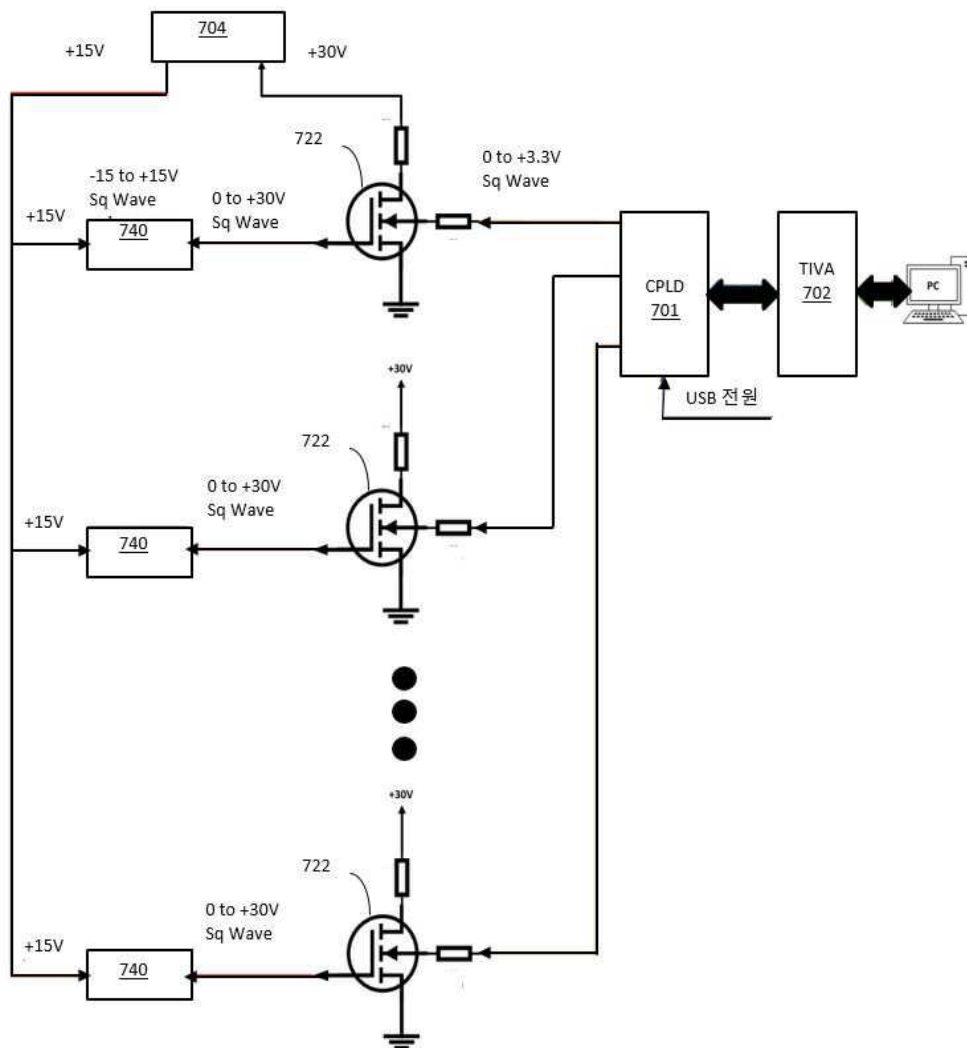 704
+15V
+30V
722
0 to +3.3V
Sq Wave
-15 to +15V
Sq Wave
0 to +30V
Sq Wave
+15V
740
CPLD
701
TIVA
702
PC
USB 전원
+30V
722
0 to +30V
Sq Wave
+15V
740
+30V
722
0 to +30V
Sq Wave
+15V
740